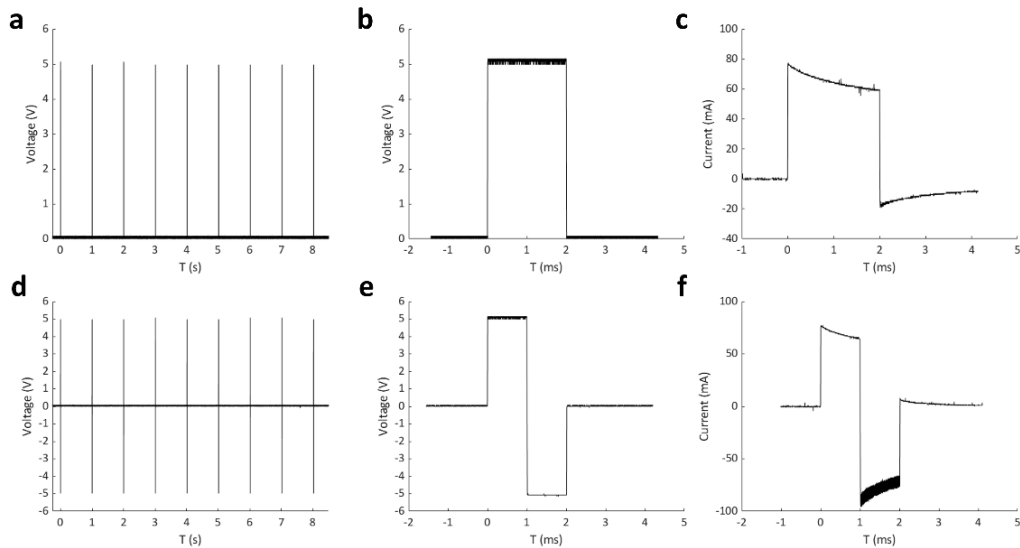 a
6
5
4
3
2
1
0
Voltage (V)
0 1 2 3 4 5 6 7 8
T (s)
b
6
5
4
3
2
1
0
Voltage (V)
-2 -1 0 1 2 3 4 5
T (ms)
c
100
80
60
40
20
0
-20
-40
Current (mA)
-1 0 1 2 3 4 5
T (ms)
d
6
5
4
3
2
1
0
-1
-2
-3
-4
-5
-6
Voltage (V)
0 1 2 3 4 5 6 7 8
T (s)
e
6
5
4
3
2
1
0
-1
-2
-3
-4
-5
-6
Voltage (V)
-2 -1 0 1 2 3 4 5
T (ms)
f
100
50
0
-50
-100
Current (mA)
-2 -1 0 1 2 3 4 5
T (ms)